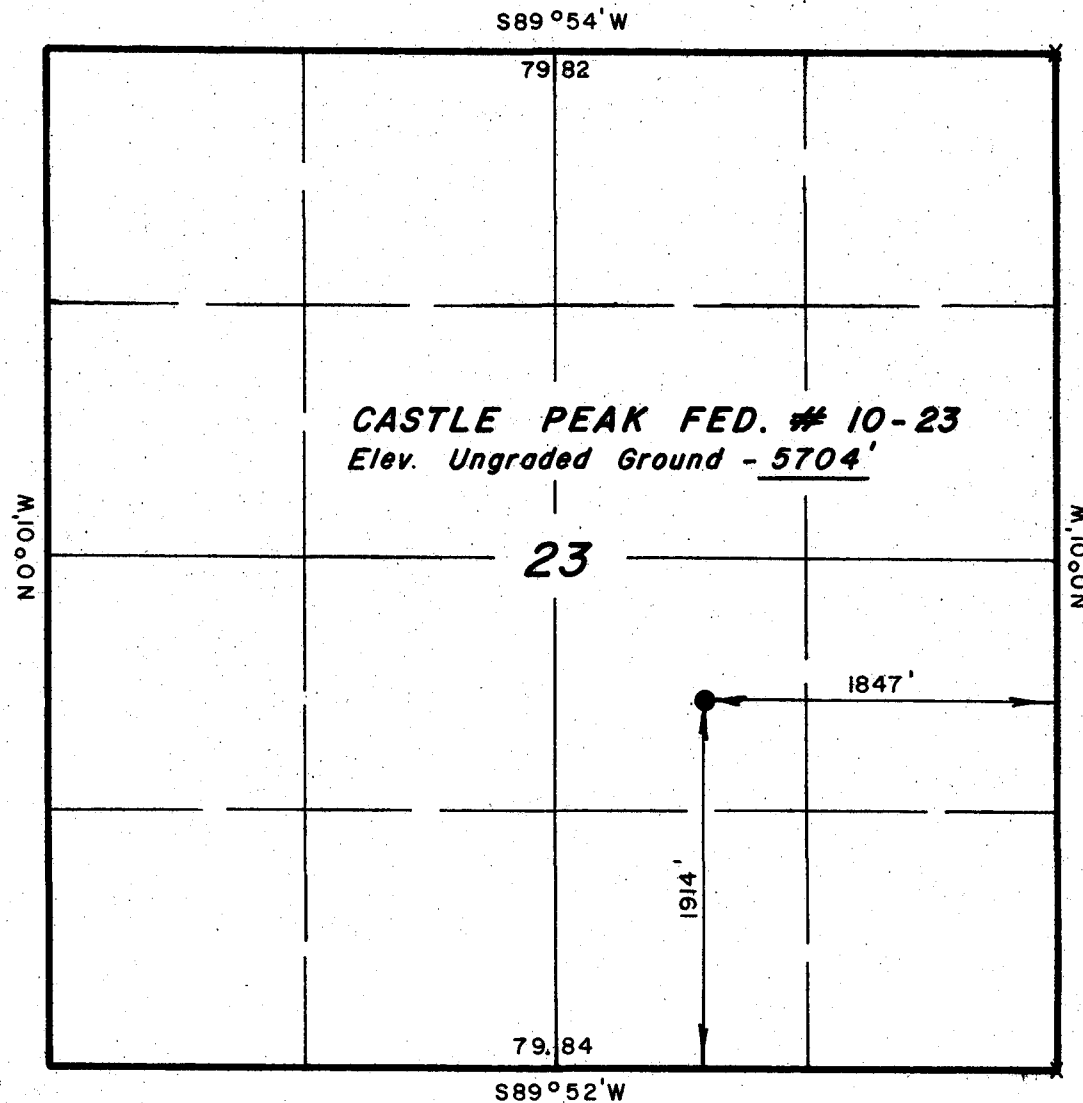 S89°54'W
79.82
CASTLE PEAK FED. # 10-23
Elev. Ungraded Ground - 5704'
N0°01'W
23
N0°01'W
1847'
1914'
79.84
S89°52'W